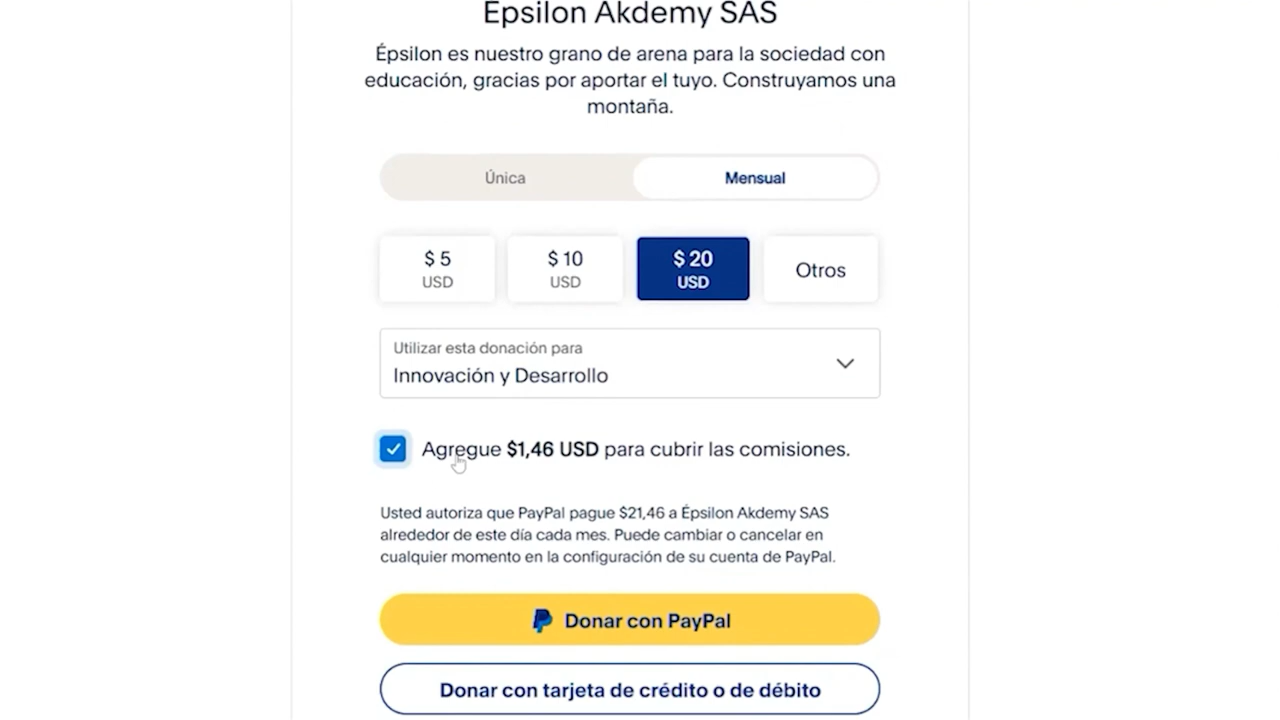 Épsilon Akdemy SAS
Épsilon es nuestro grano de arena para la sociedad con
educación, gracias por aportar el tuyo. Construyamos una
montaña.
Única
Mensual
$ 5
USD
$ 10
USD
$ 20
USD
Otros
Utilizar esta donación para
Innovación y Desarrollo
Agregue $1,46 USD para cubrir las comisiones.
Usted autoriza que PayPal pague $21,46 a Épsilon Akdemy SAS
alrededor de este día cada mes. Puede cambiar o cancelar en
cualquier momento en la configuración de su cuenta de PayPal.
Donar con PayPal
Donar con tarjeta de crédito o de débito